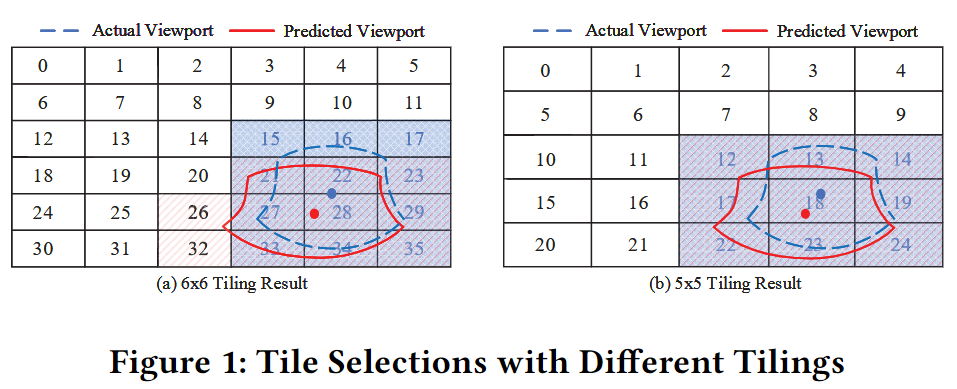 Actual Viewport Predicted Viewport Actual Viewport Predicted Viewport
0 1 2 3 4 5
6 7 8 9 10 11
12 13 14 15 16 17
18 19 20 21 22 23
24 25 26 27 28 29
30 31 32 33 34 35
(a) 6x6 Tiling Result
0 1 2 3 4
5 6 7 8 9
10 11 12 13 14
15 16 17 18 19
20 21 22 23 24
(b) 5x5 Tiling Result
Figure 1: Tile Selections with Different Tilings